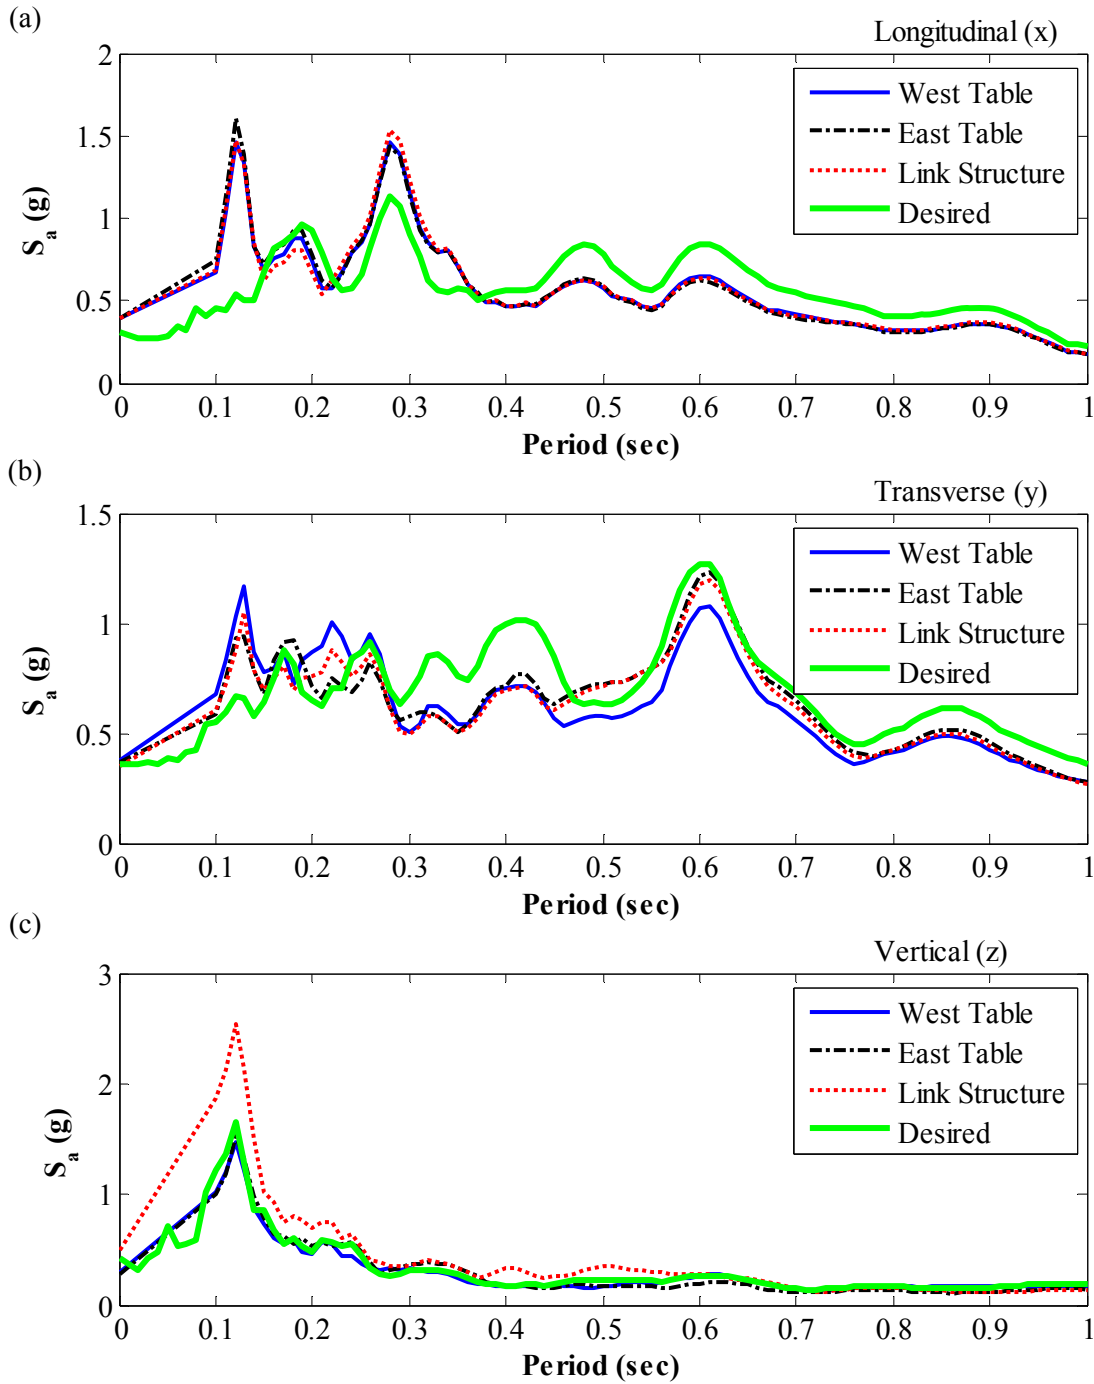 (a)
Longitudinal (x)
2
1.5
1
0.5
0
S_a (g)
West Table
East Table
Link Structure
Desired
0 0.1 0.2 0.3 0.4 0.5 0.6 0.7 0.8 0.9 1
Period (sec)
(b)
Transverse (y)
1.5
1
0.5
0
S_a (g)
West Table
East Table
Link Structure
Desired
0 0.1 0.2 0.3 0.4 0.5 0.6 0.7 0.8 0.9 1
Period (sec)
(c)
Vertical (z)
3
2
1
0
S_a (g)
West Table
East Table
Link Structure
Desired
0 0.1 0.2 0.3 0.4 0.5 0.6 0.7 0.8 0.9 1
Period (sec)